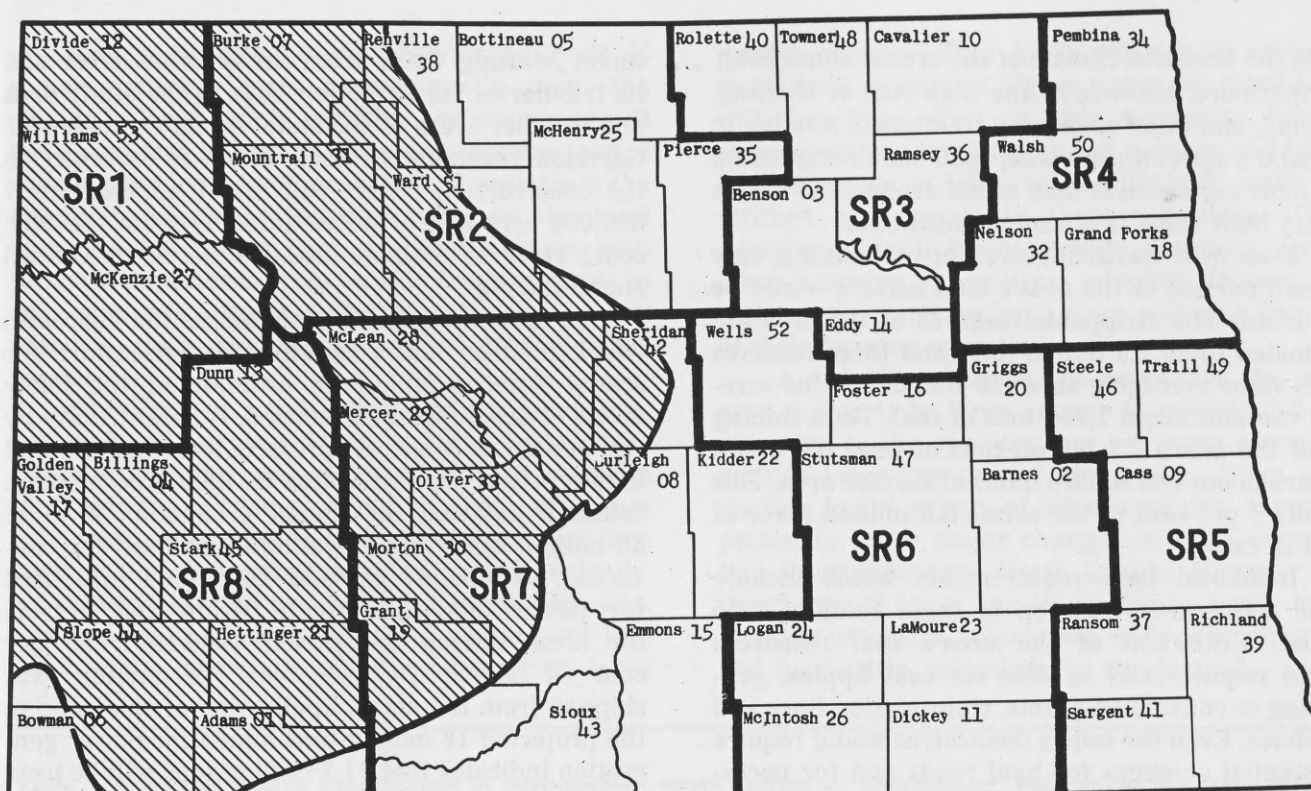 Divide 12
Burke 07
Renville
38
Bottineau 05
Rolette 40
Towner 48
Cavalier 10
Pembina 34
Williams 53
Mountrail 31
Ward 51
McHenry 25
Pierce
35
Benson 03
Ramsey 36
Walsh 50
SR1
SR2
SR3
SR4
McKenzie 27
Nelson
32
Grand Forks
18
McLean 28
Sheridan
42
Wells 52
Eddy 14
Foster 16
Griggs
20
Steele
46
Traill 49
Dunn 13
Mercer 29
Oliver 33
Golden
Valley
17
Billings
04
Burleigh
08
Kidder 22
Stutsman 47
Barnes 02
Cass 09
Stark 45
Morton 30
SR8
SR7
SR6
SR5
Grant
19
Slope 44
Hettinger 21
Emmons 15
Logan 24
LaMoure 23
Ransom 37
Richland
39
Bowman 06
Adams 01
Sioux
43
McIntosh 26
Dickey 11
Sargent 41